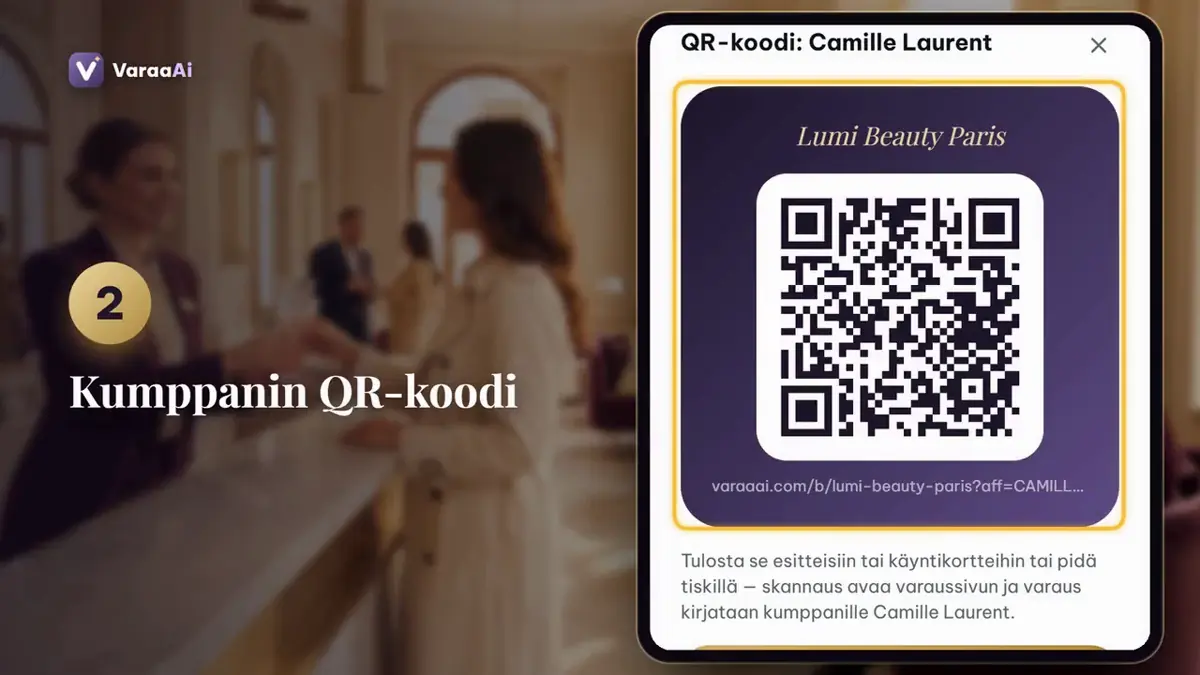 VaraaAi
2
Kumppanin QR-koodi
QR-koodi: Camille Laurent
Lumi Beauty Paris
varaaai.com/b/lumi-beauty-paris?aff=CAMILL...
Tulosta se esitteisiin tai käyntikortteihin tai pidä
tiskillä — skannaus avaa varaussivun ja varaus
kirjataan kumppanille Camille Laurent.